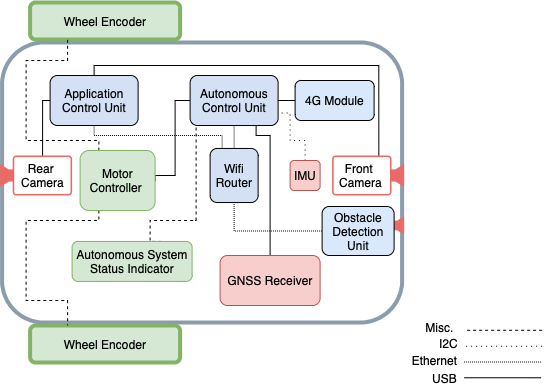 Wheel Encoder
Application
Control Unit
Autonomous
Control Unit
4G Module
Rear
Camera
Motor
Controller
Wifi
Router
IMU
Front
Camera
Obstacle
Detection
Unit
Autonomous System
Status Indicator
GNSS Receiver
Wheel Encoder
Misc.
I2C
Ethernet
USB